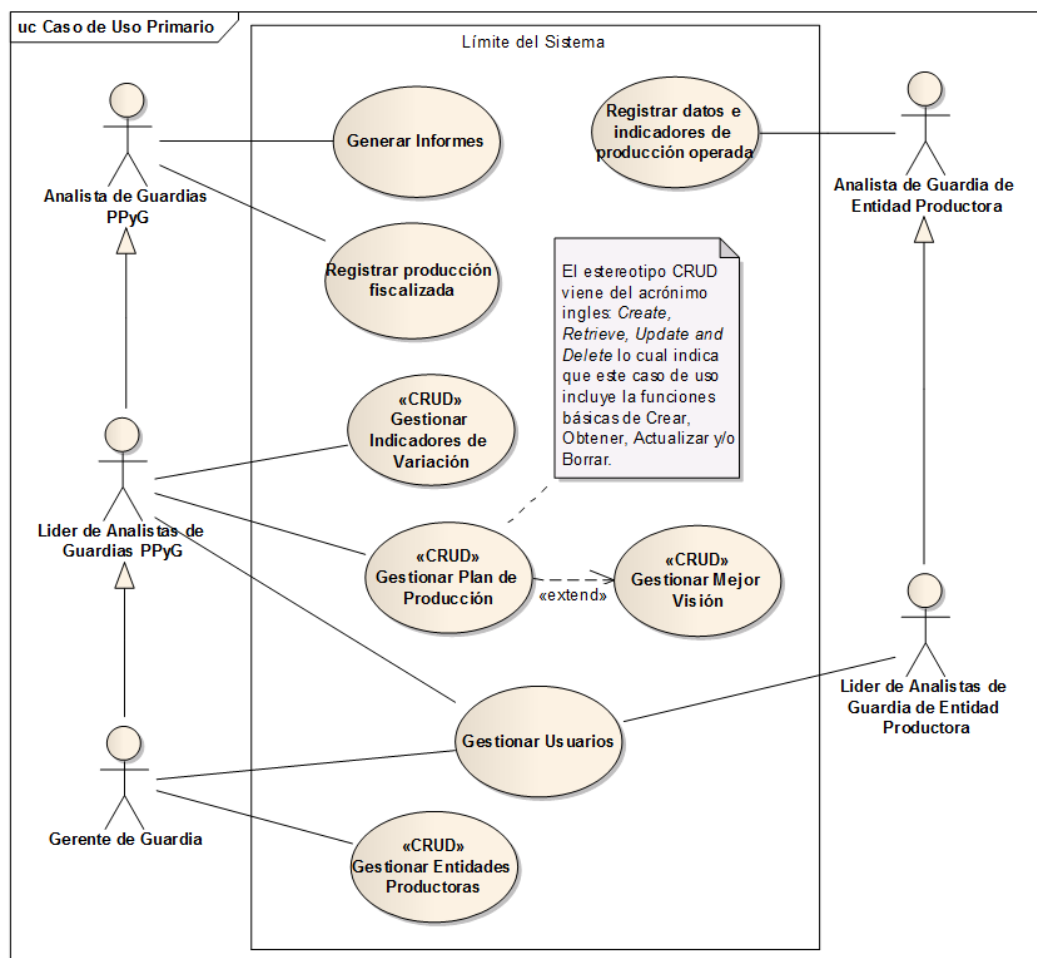 uc Caso de Uso Primario
Límite del Sistema
Generar Informes
Registrar datos e
indicadores de
producción operada
Analista de Guardias
PPyG
Analista de Guardia de
Entidad Productora
Registrar producción
fiscalizada
El estereotipo CRUD
viene del acrónimo
ingles: Create,
Retrieve, Update and
Delete lo cual indica
que este caso de uso
incluye la funciones
básicas de Crear,
Obtener, Actualizar y/o
Borrar.
«CRUD»
Gestionar
Indicadores de
Variación
Lider de Analistas de
Guardias PPyG
«CRUD»
Gestionar Plan de
Producción
«extend»
«CRUD»
Gestionar Mejor
Visión
Lider de Analistas de
Guardia de Entidad
Productora
Gestionar Usuarios
Gerente de Guardia
«CRUD»
Gestionar Entidades
Productoras